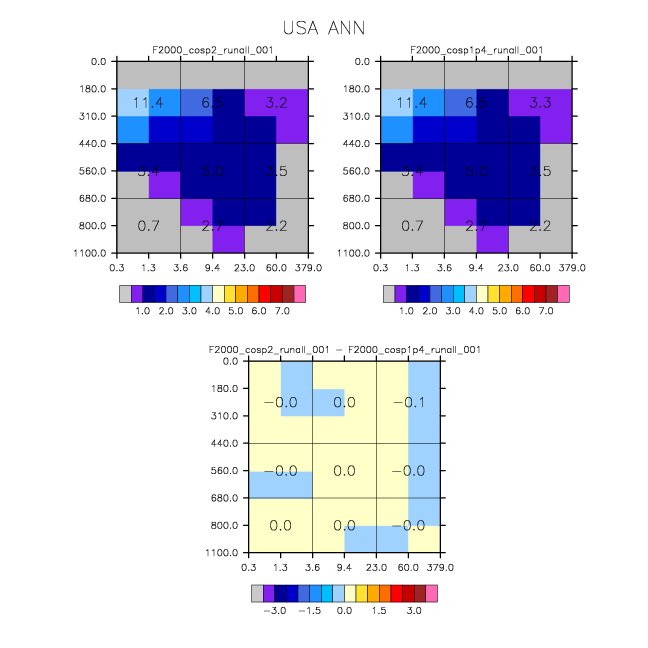 USA ANN
F2000_cosp2_runall_001 F2000_cosp1p4_runall_001
0.0 0.0
180.0 180.0
11.4 6.5 3.2 11.4 6.5 3.3
310.0 310.0
440.0 440.0
560.0 3.4 5.0 3.5 560.0 3.4 5.0 3.5
680.0 680.0
800.0 0.7 2.7 2.2 800.0 0.7 2.7 2.2
1100.0 1100.0
0.3 1.3 3.6 9.4 23.0 60.0 379.0 0.3 1.3 3.6 9.4 23.0 60.0 379.0
1.0 2.0 3.0 4.0 5.0 6.0 7.0 1.0 2.0 3.0 4.0 5.0 6.0 7.0
F2000_cosp2_runall_001 − F2000_cosp1p4_runall_001
0.0
180.0
−0.0 0.0 −0.1
310.0
440.0
560.0 −0.0 0.0 −0.0
680.0
800.0 0.0 0.0 −0.0
1100.0
0.3 1.3 3.6 9.4 23.0 60.0 379.0
−3.0 −1.5 0.0 1.5 3.0